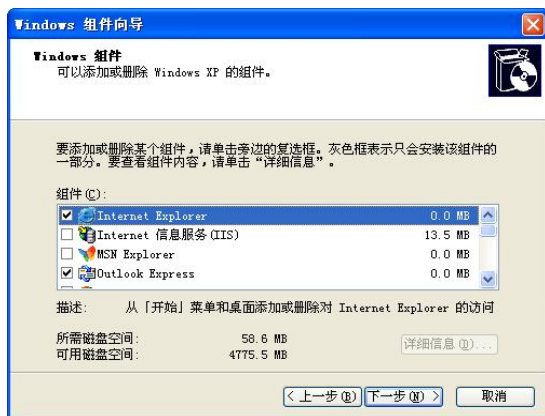 Windows 组件向导
Windows 组件
可以添加或删除 Windows XP 的组件。
要添加或删除某个组件，请单击旁边的复选框。灰色框表示只会安装该组件的
一部分。要查看组件内容，请单击“详细信息”。
组件(C):
Internet Explorer 0.0 MB
Internet 信息服务(IIS) 13.5 MB
MSN Explorer 0.0 MB
Outlook Express 0.0 MB
描述: 从「开始」菜单和桌面添加或删除对 Internet Explorer 的访问
所需磁盘空间: 58.6 MB
可用磁盘空间: 4775.5 MB
详细信息(D)...
< 上一步(B) 下一步(N) > 取消